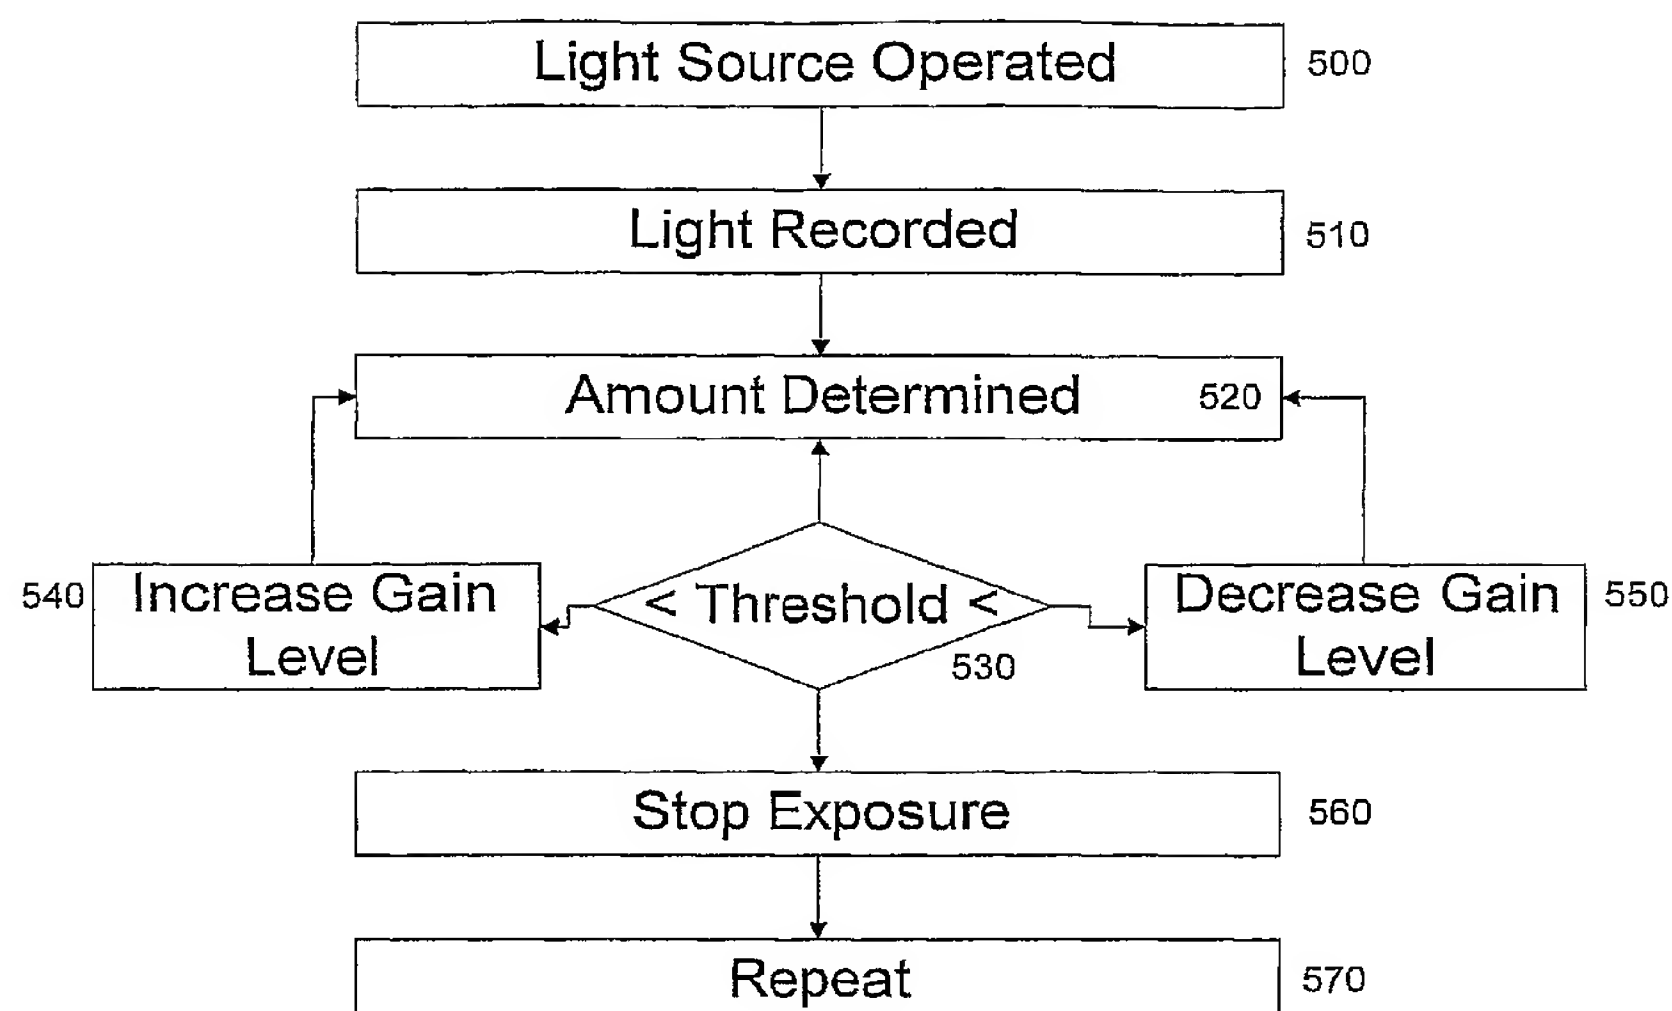 Light Source Operated 500
Light Recorded 510
Amount Determined 520
540 Increase Gain Level
< Threshold < 530
Decrease Gain Level 550
Stop Exposure 560
Repeat 570